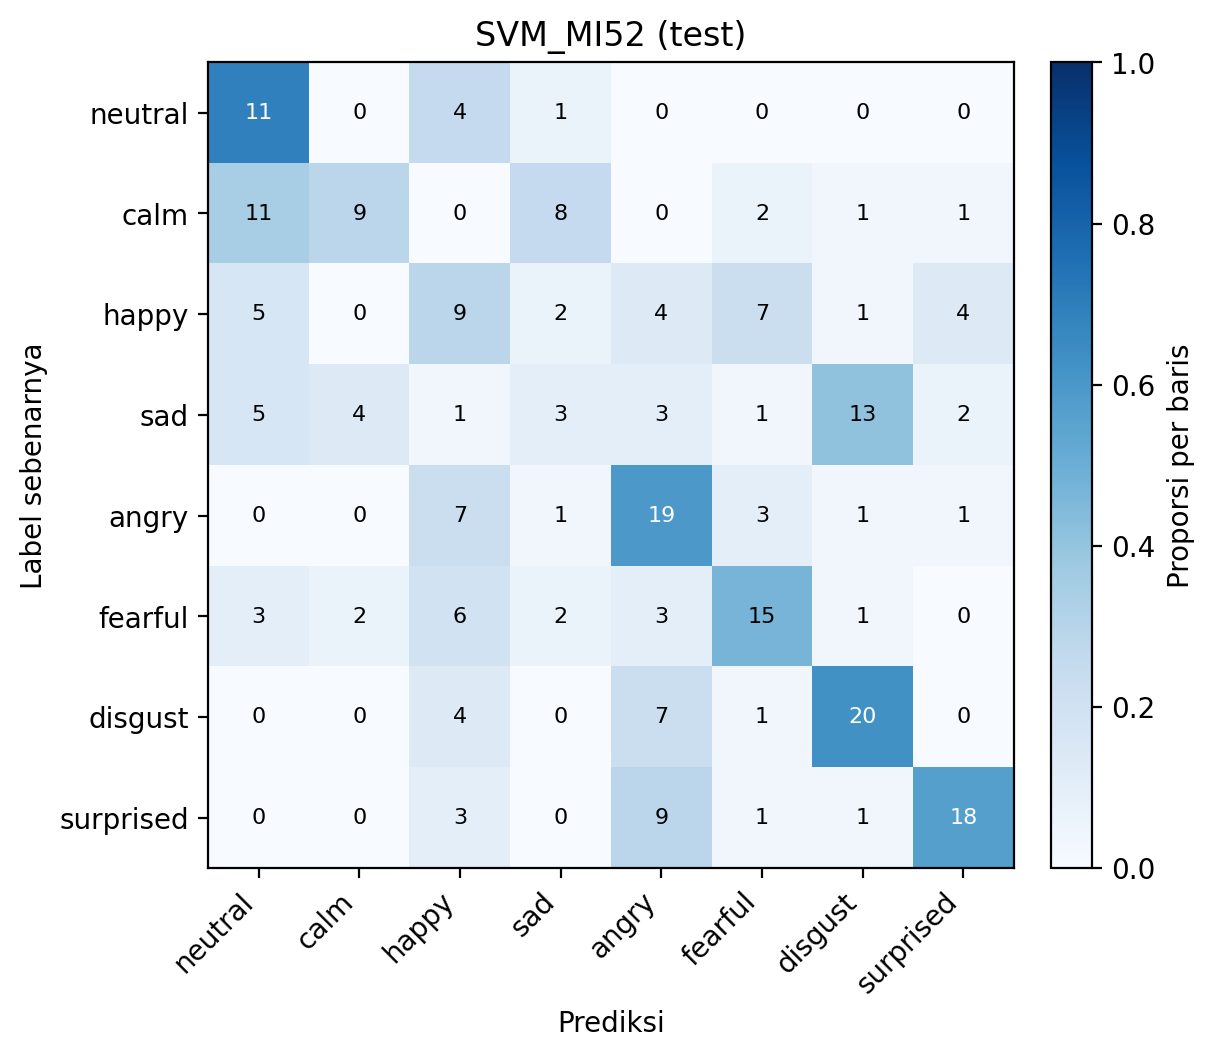 SVM_MI52 (test)
neutral 11 0 4 1 0 0 0 0
calm 11 9 0 8 0 2 1 1
happy 5 0 9 2 4 7 1 4
sad 5 4 1 3 3 1 13 2
angry 0 0 7 1 19 3 1 1
fearful 3 2 6 2 3 15 1 0
disgust 0 0 4 0 7 1 20 0
surprised 0 0 3 0 9 1 1 18
neutral calm happy sad angry fearful disgust surprised
Prediksi
Label sebenarnya
1.0
0.8
0.6
0.4
0.2
0.0
Proporsi per baris